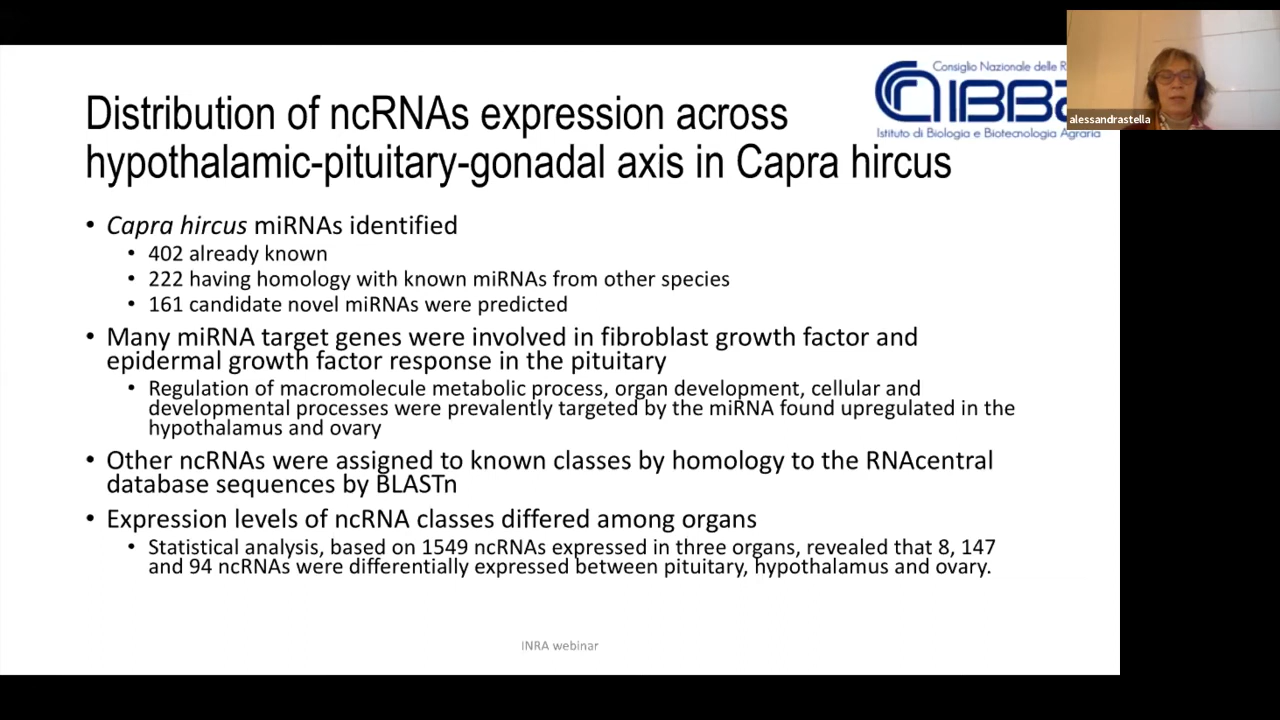 Consiglio Nazionale delle R
IBBA
Istituto di Biologia e Biotecnologia Agraria
alessandrastella
Distribution of ncRNAs expression across
hypothalamic-pituitary-gonadal axis in Capra hircus
• Capra hircus miRNAs identified
• 402 already known
• 222 having homology with known miRNAs from other species
• 161 candidate novel miRNAs were predicted
• Many miRNA target genes were involved in fibroblast growth factor and
epidermal growth factor response in the pituitary
• Regulation of macromolecule metabolic process, organ development, cellular and
developmental processes were prevalently targeted by the miRNA found upregulated in the
hypothalamus and ovary
• Other ncRNAs were assigned to known classes by homology to the RNAcentral
database sequences by BLASTn
• Expression levels of ncRNA classes differed among organs
• Statistical analysis, based on 1549 ncRNAs expressed in three organs, revealed that 8, 147
and 94 ncRNAs were differentially expressed between pituitary, hypothalamus and ovary.
INRA webinar